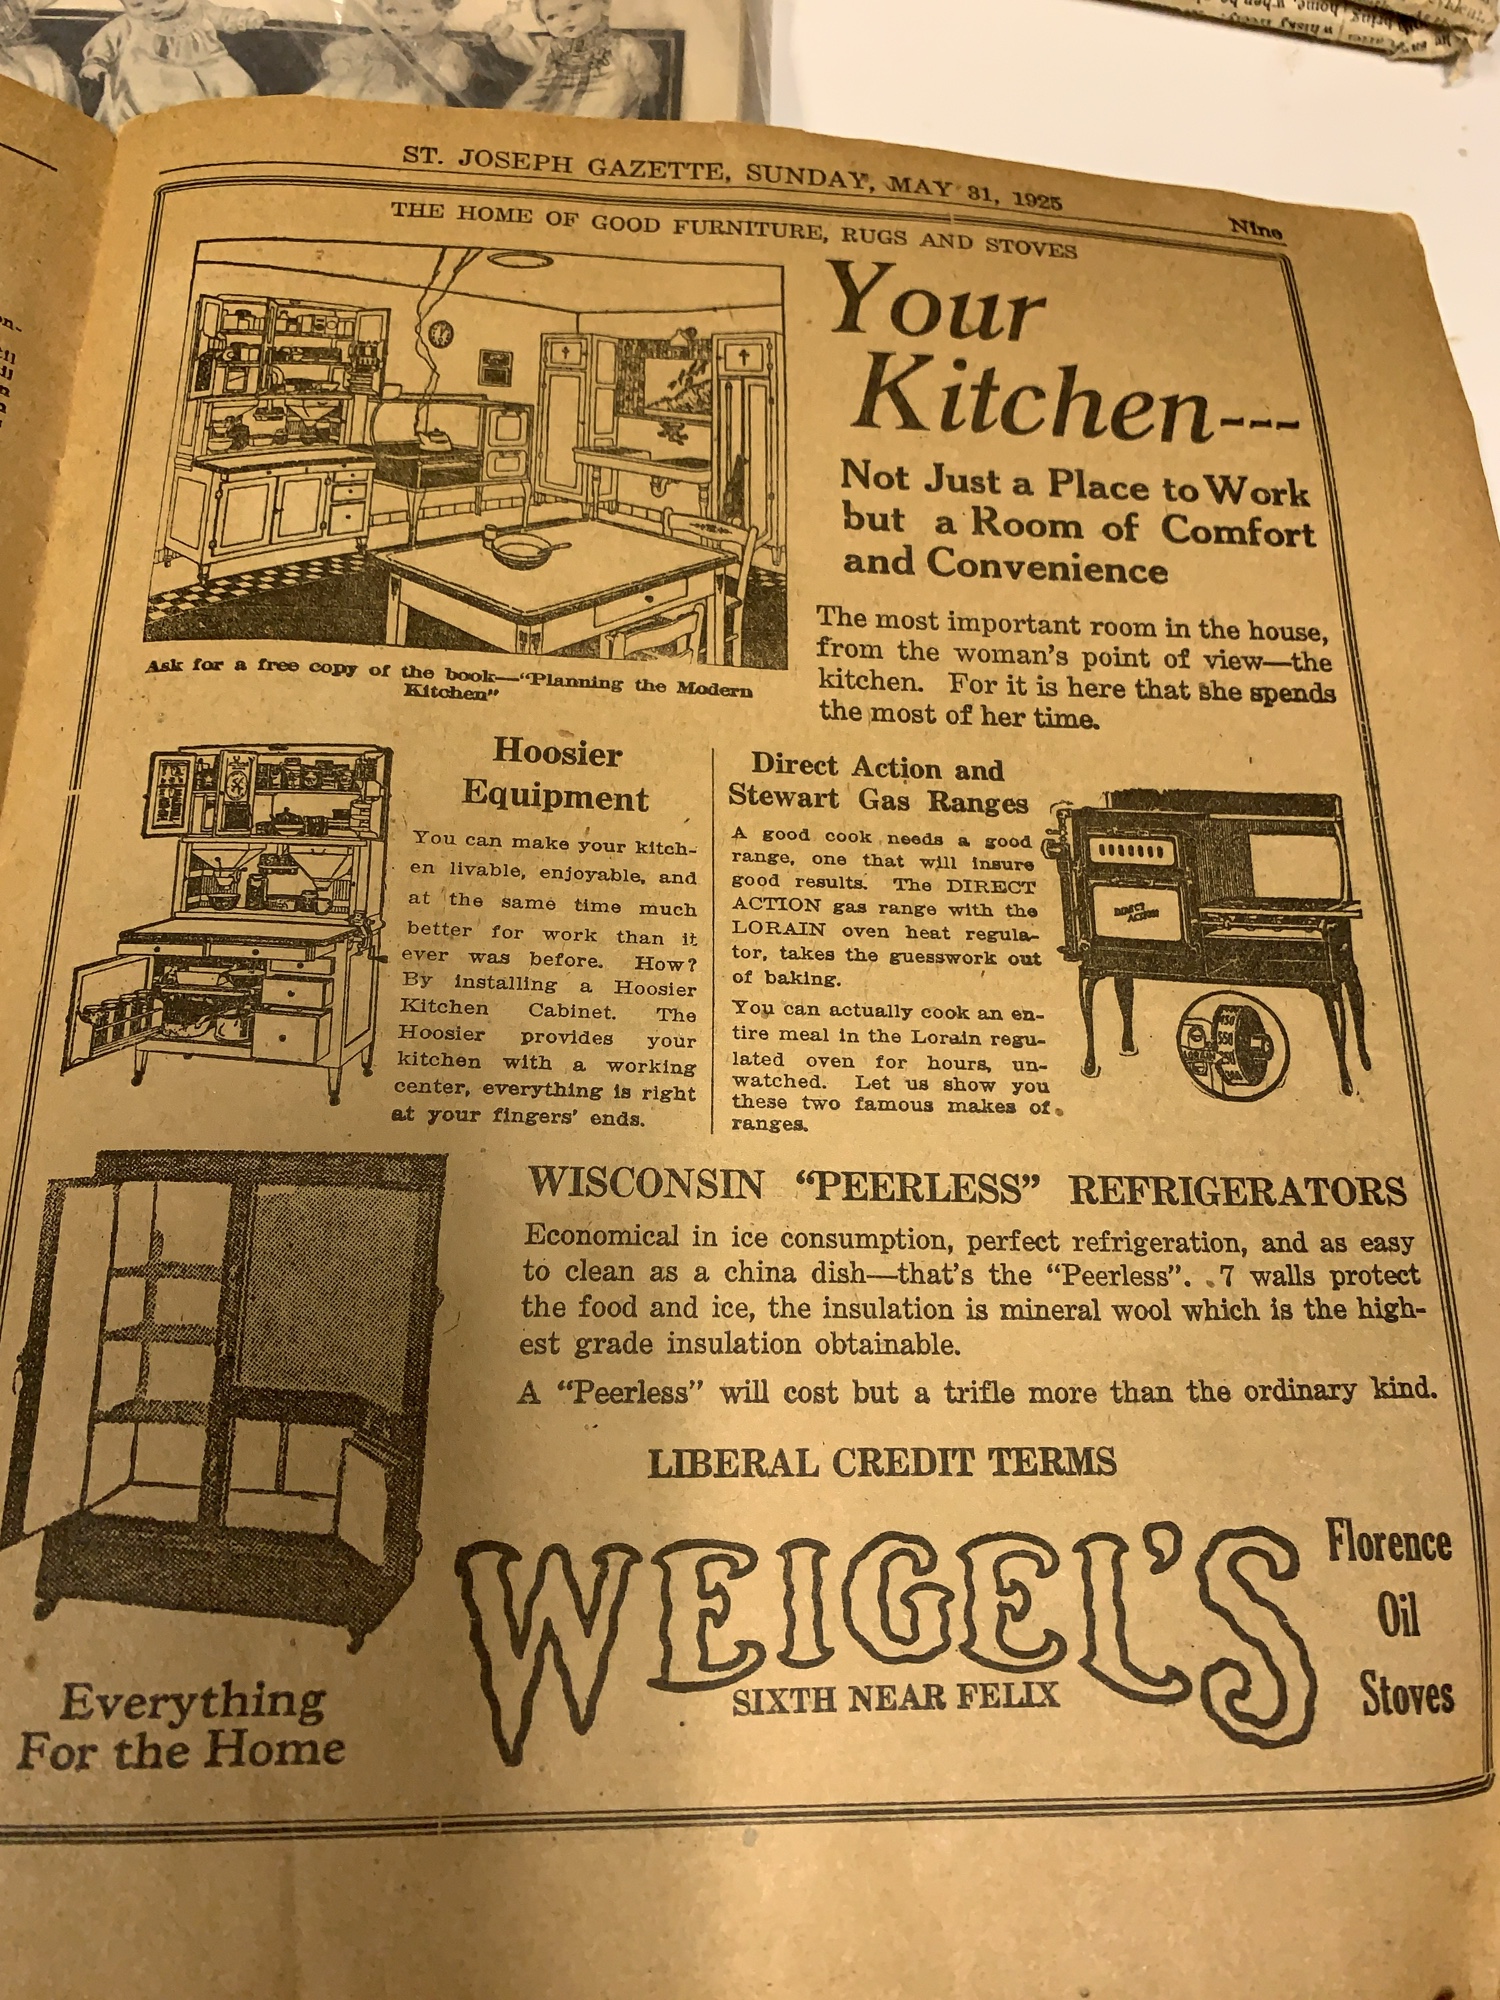 ST. JOSEPH GAZETTE, SUNDAY, MAY 31, 1925
Nine
THE HOME OF GOOD FURNITURE, RUGS AND STOVES
Your
Kitchen---
Not Just a Place to Work
but a Room of Comfort
and Convenience
The most important room in the house,
from the woman's point of view—the
kitchen. For it is here that she spends
the most of her time.
Ask for a free copy of the book—"Planning the Modern
Kitchen"
Hoosier
Equipment
You can make your kitch-
en livable, enjoyable, and
at the same time much
better for work than it
ever was before. How?
By installing a Hoosier
Kitchen Cabinet. The
Hoosier provides your
kitchen with a working
center, everything is right
at your fingers' ends.
Direct Action and
Stewart Gas Ranges
A good cook needs a good
range, one that will insure
good results. The DIRECT
ACTION gas range with the
LORAIN oven heat regula-
tor, takes the guesswork out
of baking.
You can actually cook an en-
tire meal in the Lorain regu-
lated oven for hours, un-
watched. Let us show you
these two famous makes of
ranges.
DIRECT
ACTION
LORAIN
WISCONSIN "PEERLESS" REFRIGERATORS
Economical in ice consumption, perfect refrigeration, and as easy
to clean as a china dish—that's the "Peerless". 7 walls protect
the food and ice, the insulation is mineral wool which is the high-
est grade insulation obtainable.
A "Peerless" will cost but a trifle more than the ordinary kind.
LIBERAL CREDIT TERMS
WEIGEL'S
SIXTH NEAR FELIX
Florence
Oil
Stoves
Everything
For the Home